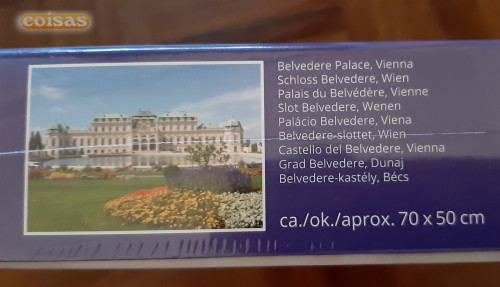 coisas
Belvedere Palace, Vienna
Schloss Belvedere, Wien
Palais du Belvédère, Vienne
Slot Belvedere, Wenen
Palácio Belvedere, Viena
Belvedere-slottet, Wien
Castello del Belvedere, Vienna
Grad Belvedere, Dunaj
Belvedere-kastély, Bécs
ca./ok./aprox. 70 x 50 cm